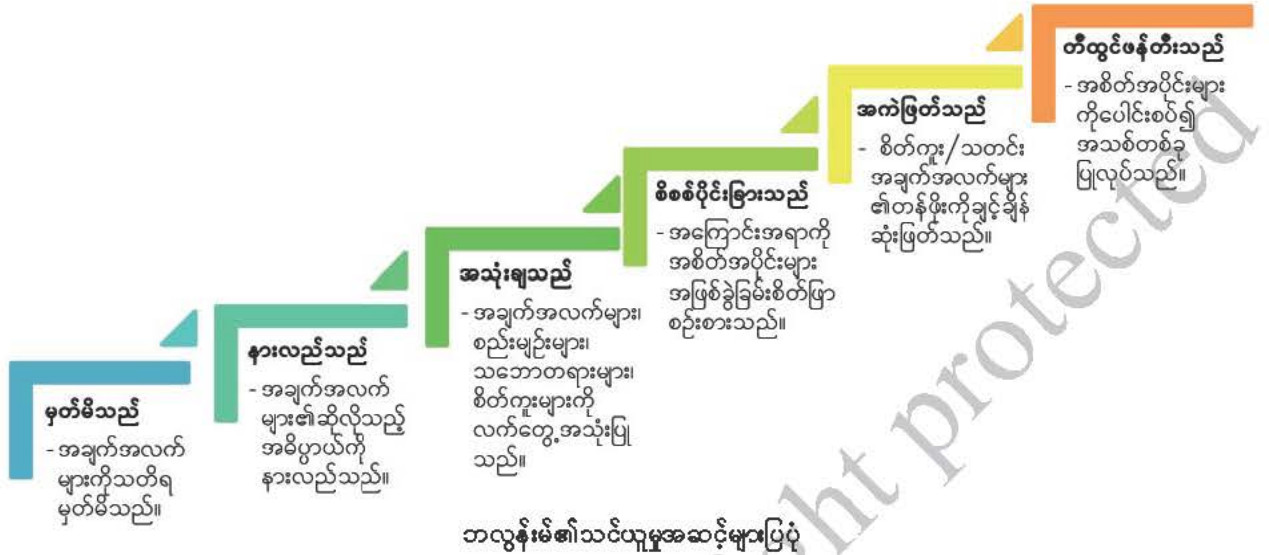 မှတ်မိသည်
- အချက်အလက်
များကိုသတိရ
မှတ်မိသည်။
နားလည်သည်
- အချက်အလက်
များ၏ဆိုလိုသည့်
အဓိပ္ပာယ်ကို
နားလည်သည်။
အသုံးချသည်
- အချက်အလက်များ၊
စည်းမျဉ်းများ၊
သဘောတရားများ၊
စိတ်ကူးများကို
လက်တွေ့အသုံးပြု
သည်။
စိစစ်ပိုင်းခြားသည်
- အကြောင်းအရာကို
အစိတ်အပိုင်းများ
အဖြစ်ခွဲခြမ်းစိတ်ဖြာ
စဉ်းစားသည်။
အကဲဖြတ်သည်
- စိတ်ကူး/သတင်း
အချက်အလက်များ
၏တန်ဖိုးကိုချင့်ချိန်
ဆုံးဖြတ်သည်။
တီထွင်ဖန်တီးသည်
- အစိတ်အပိုင်းများ
ကိုပေါင်းစပ်၍
အသစ်တစ်ခု
ပြုလုပ်သည်။
ဘလွန်းမ်၏သင်ယူမှုအဆင့်များပြပုံ
ht protected